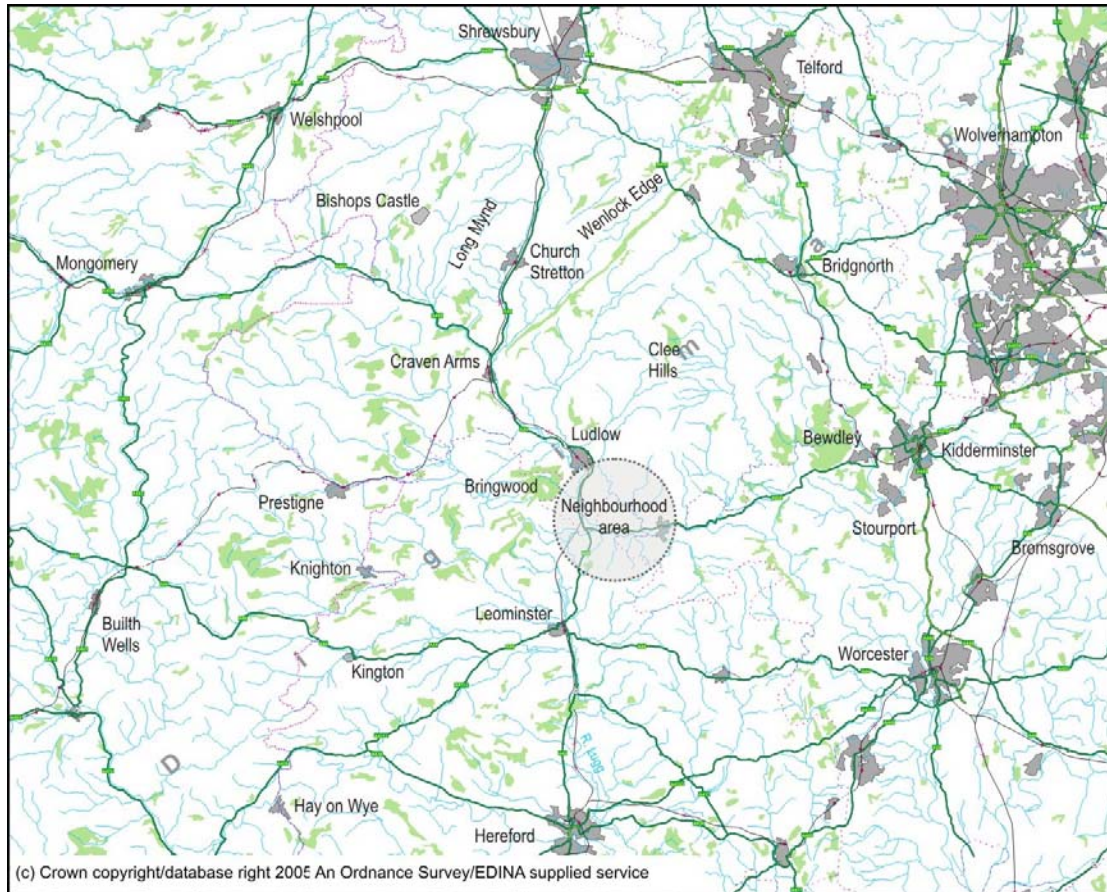 Shrewsbury
Telford
Welshpool
Wolverhampton
Bishops Castle
Long Mynd
Wenlock Edge
Church
Stretton
Mongomery
Bridgnorth
Craven Arms
Clee
Hills
Ludlow
Bewdley
Kidderminster
Bringwood
Prestigne
Neighbourhood
area
Stourport
Bromsgrove
Knighton
Leominster
Builth
Wells
Kington
Worcester
R Lugg
Hay on Wye
Hereford
D
i
g
m
a
p
(c) Crown copyright/database right 2005 An Ordnance Survey/EDINA supplied service